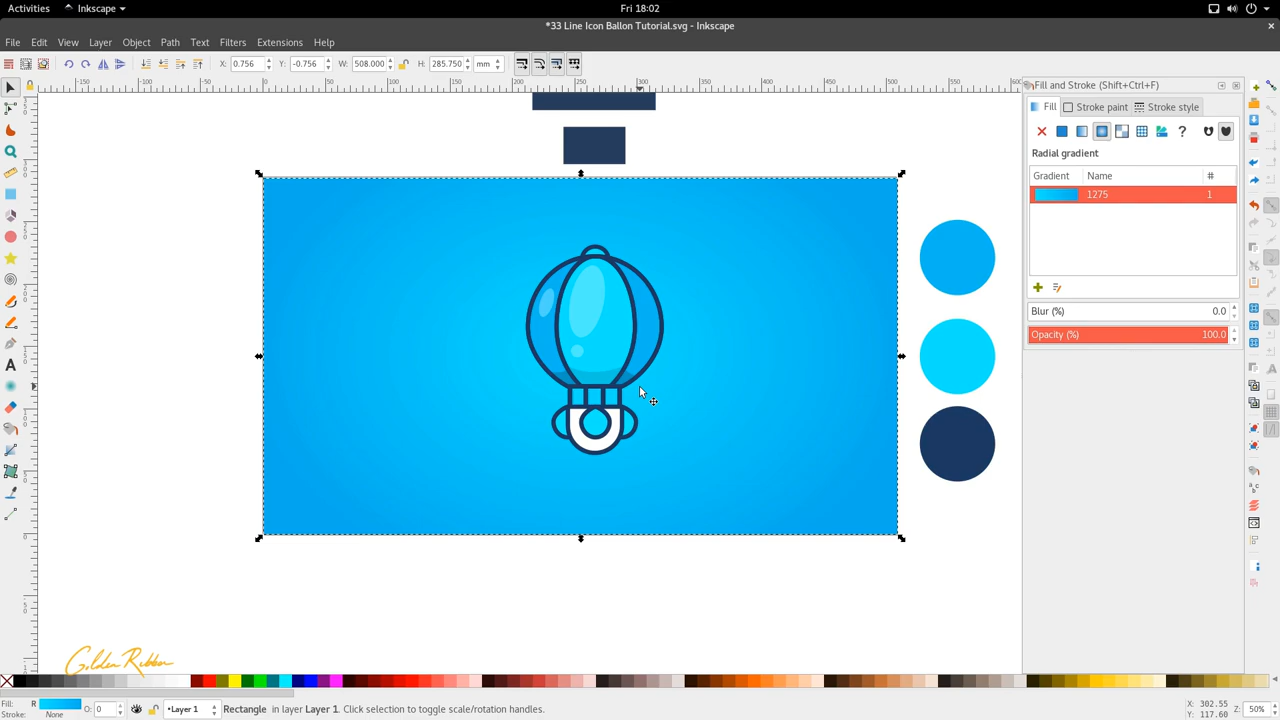 Activities Inkscape Fri 18:02
*33 Line Icon Ballon Tutorial.svg - Inkscape
File Edit View Layer Object Path Text Filters Extensions Help
X: 0.756 Y: -0.756 W: 508.000 H: 285.750 mm
Fill and Stroke (Shift+Ctrl+F)
Fill Stroke paint Stroke style
Radial gradient
Gradient Name #
1275 1
Blur (%) 0.0
Opacity (%) 100.0
Golden Ribbon
Fill: R O: 0 •Layer 1 Rectangle in layer Layer 1. Click selection to toggle scale/rotation handles. X: 302.55 Z: 50%
Stroke: None Y: 117.60